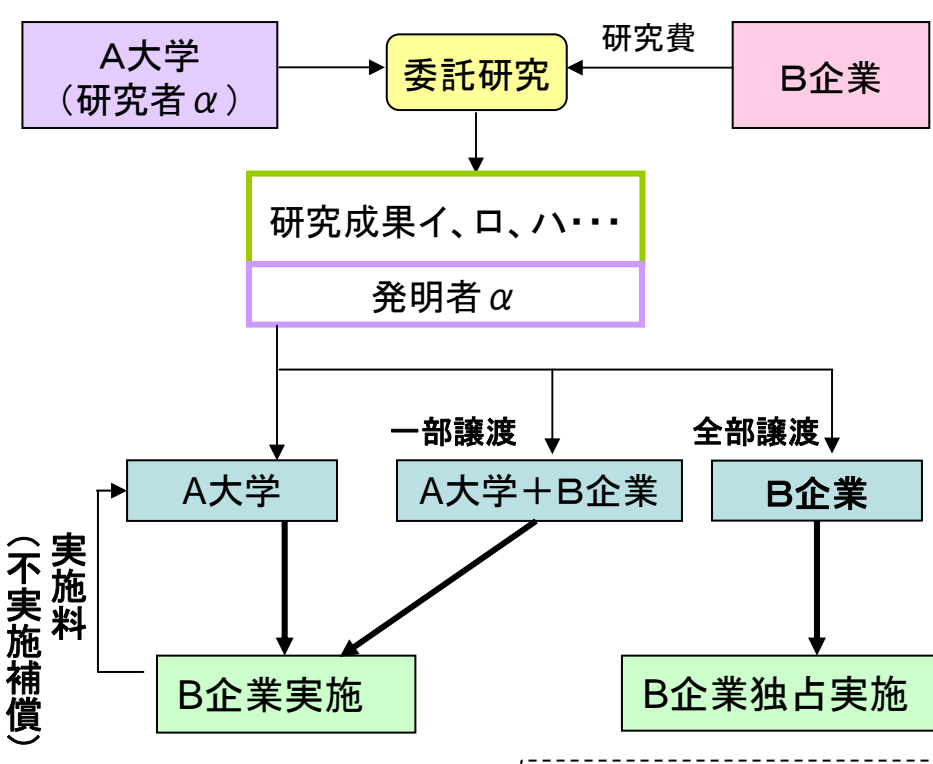 A大学
（研究者α）
委託研究
研究費
B企業
研究成果イ、ロ、ハ・・・
発明者α
一部譲渡
全部譲渡
A大学
A大学＋B企業
B企業
実施料
（不実施補償）
B企業実施
B企業独占実施